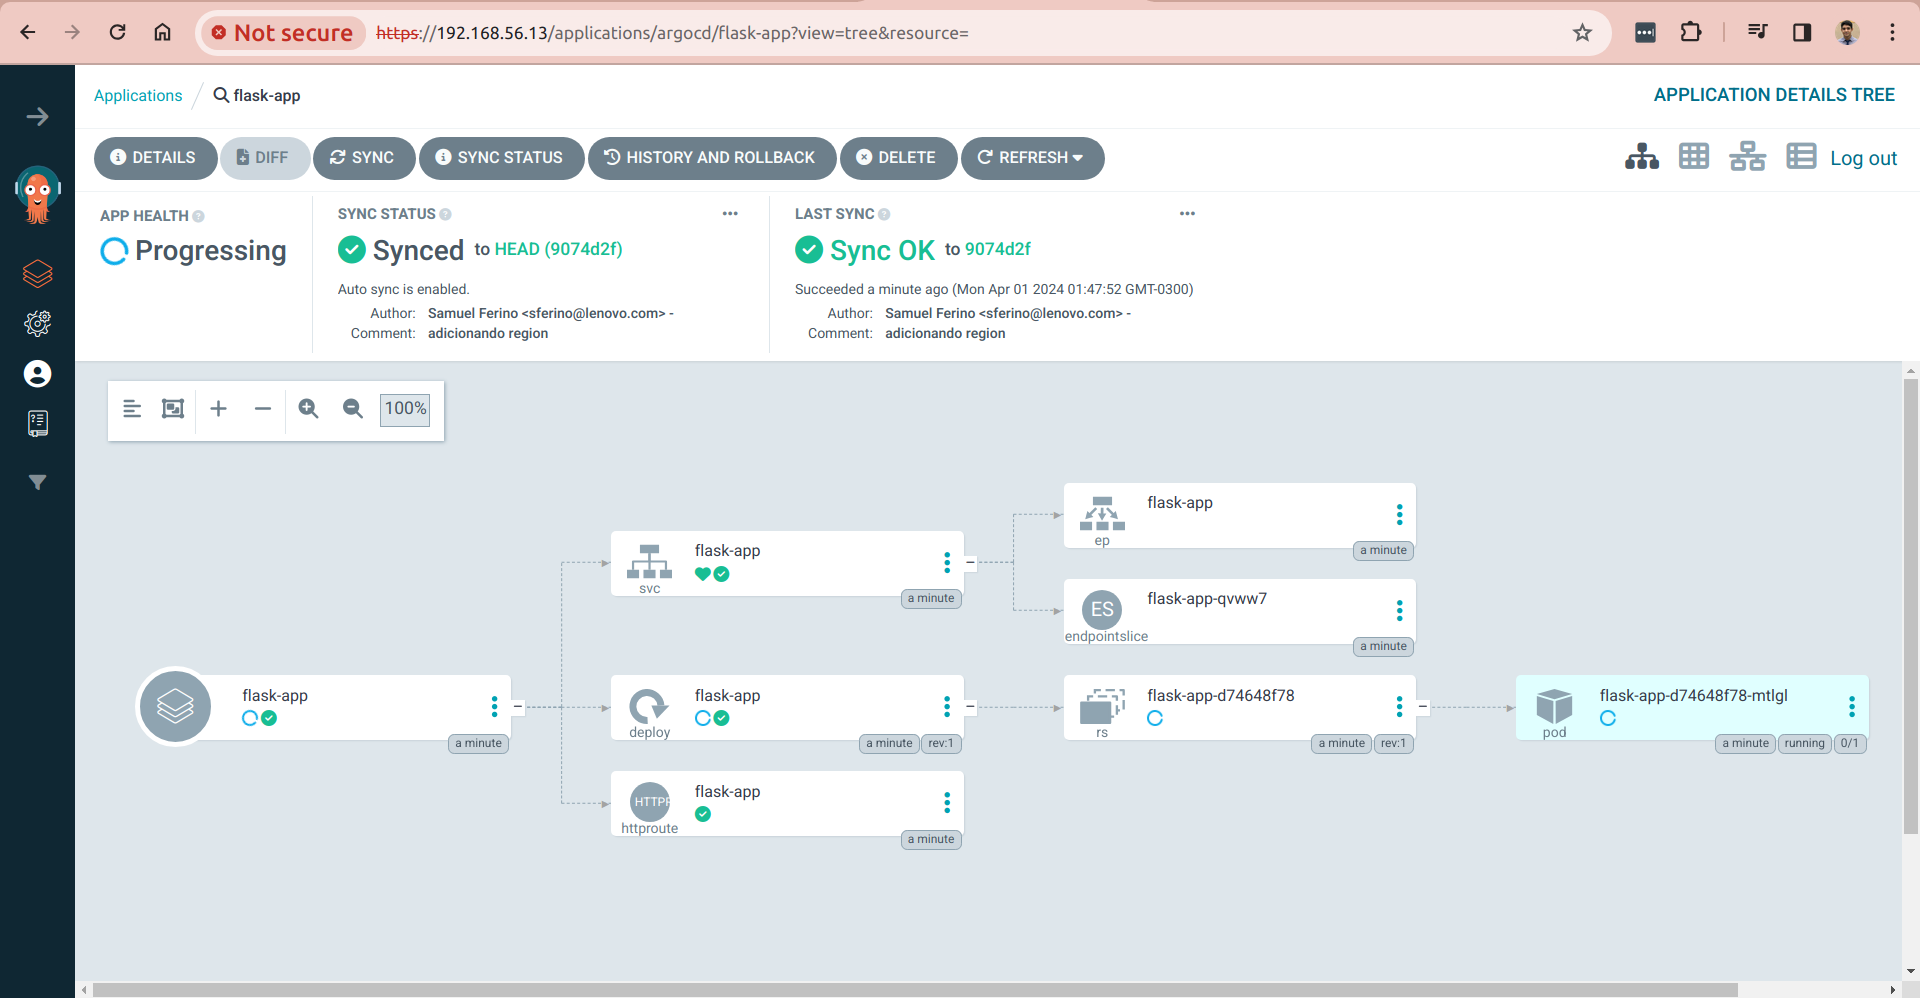 Not secure https://192.168.56.13/applications/argocd/flask-app?view=tree&resource=
Applications / flask-app
APPLICATION DETAILS TREE
DETAILS DIFF SYNC SYNC STATUS HISTORY AND ROLLBACK DELETE REFRESH
Log out
APP HEALTH
Progressing
SYNC STATUS
Synced to HEAD (9074d2f)
Auto sync is enabled.
Author: Samuel Ferino <sferino@lenovo.com> -
Comment: adicionando region
LAST SYNC
Sync OK to 9074d2f
Succeeded a minute ago (Mon Apr 01 2024 01:47:52 GMT-0300)
Author: Samuel Ferino <sferino@lenovo.com> -
Comment: adicionando region
100%
flask-app
a minute
flask-app
svc
a minute
flask-app
ep
a minute
ES
flask-app-qvww7
endpointslice
a minute
flask-app
deploy
a minute rev:1
flask-app-d74648f78
rs
a minute rev:1
flask-app-d74648f78-mtlgl
pod
a minute running 0/1
HTTPR
flask-app
httproute
a minute